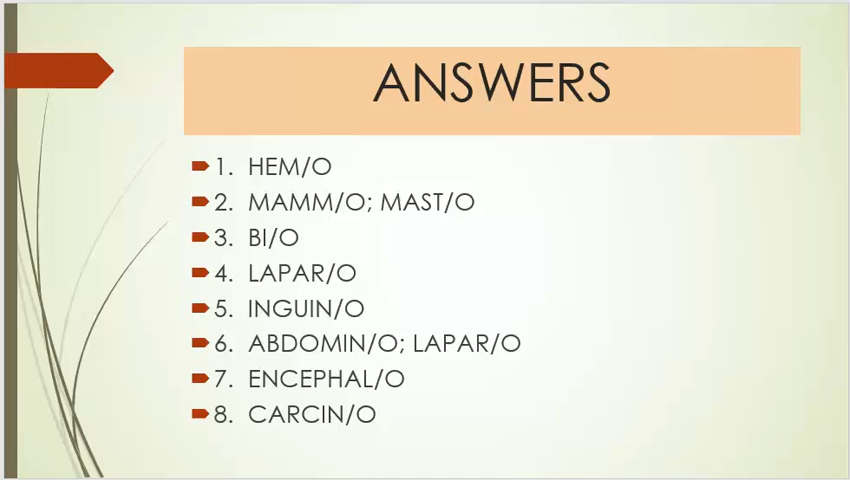 ANSWERS
1. HEM/O
2. MAMM/O; MAST/O
3. BI/O
4. LAPAR/O
5. INGUIN/O
6. ABDOMIN/O; LAPAR/O
7. ENCEPHAL/O
8. CARCIN/O